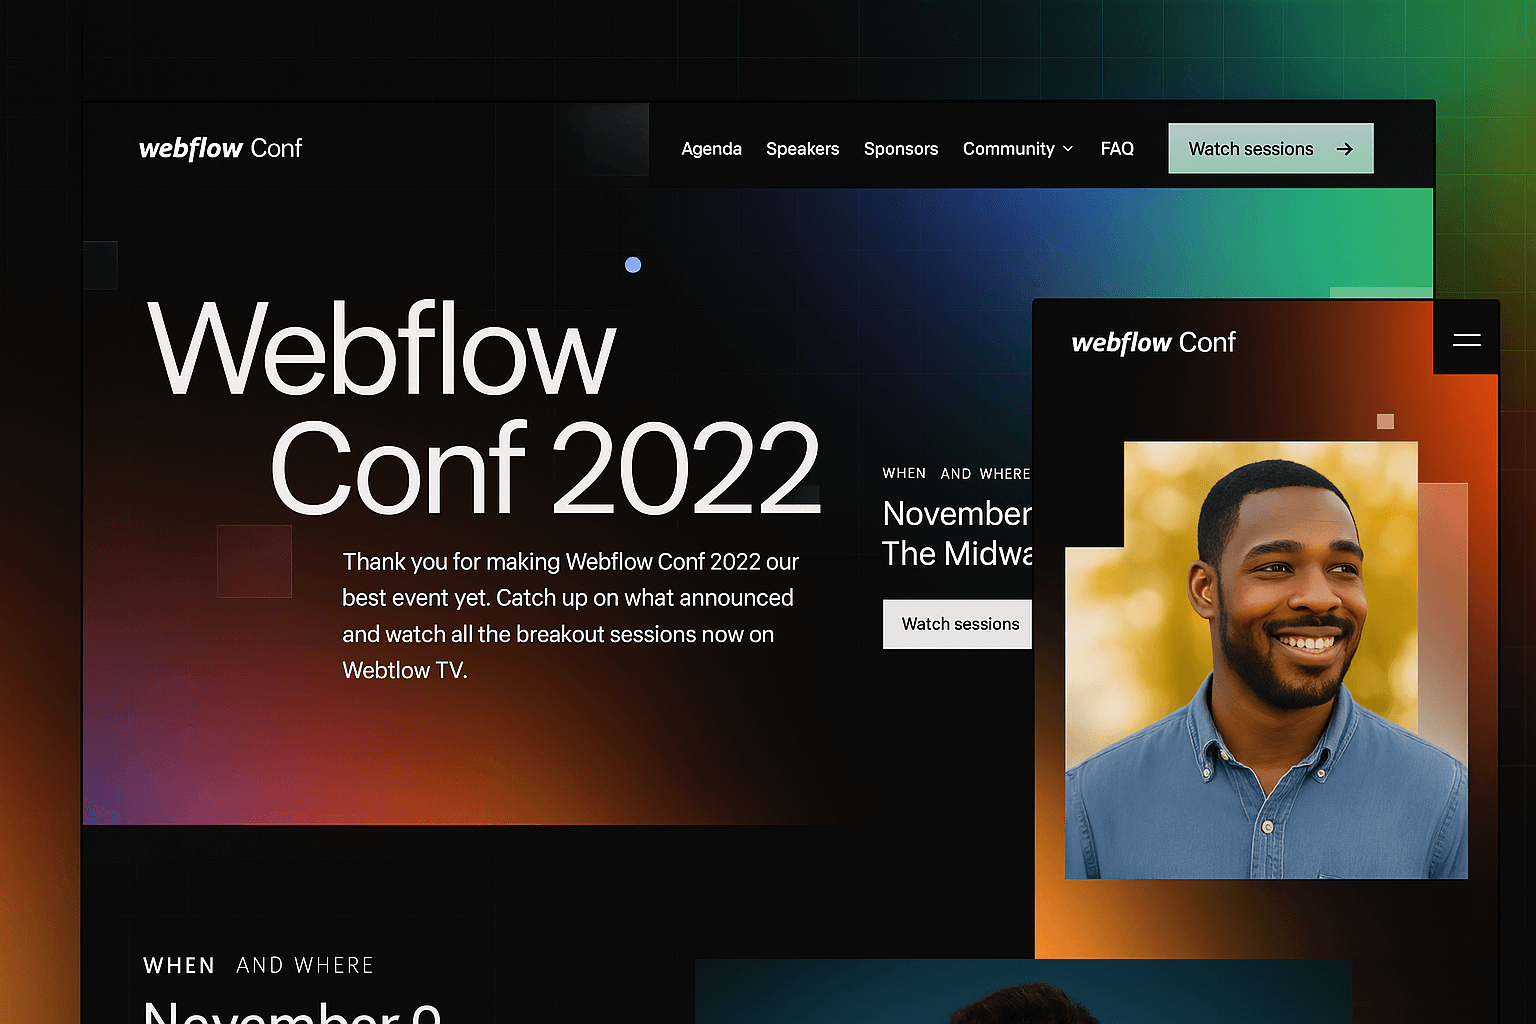 webflow Conf
Agenda Speakers Sponsors Community FAQ Watch sessions
Webflow
Conf 2022
Thank you for making Webflow Conf 2022 our
best event yet. Catch up on what announced
and watch all the breakout sessions now on
Webtlow TV.
WHEN AND WHERE
November
The Midwa
Watch sessions
webflow Conf
WHEN AND WHERE
November 9